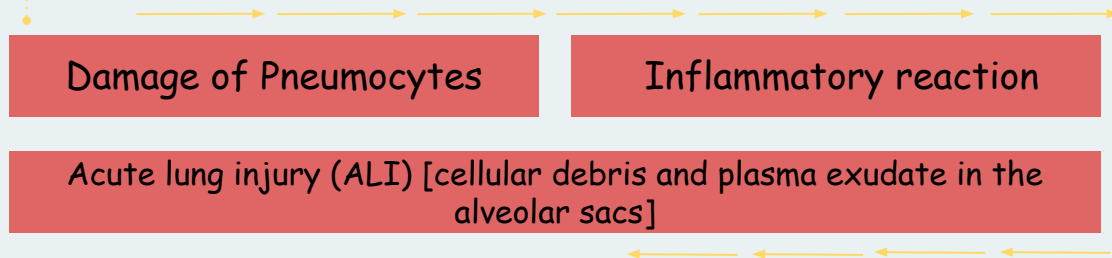 Damage of Pneumocytes
Inflammatory reaction
Acute lung injury (ALI) [cellular debris and plasma exudate in the
alveolar sacs]